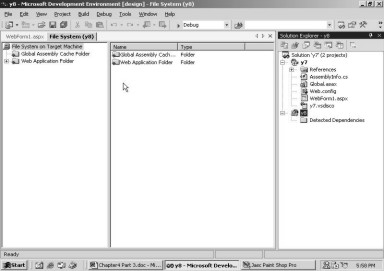 y8 - Microsoft Development Environment [design] - File System (y8)
File Edit View Project Build Debug Tools Window Help
Debug
WebForm1.aspx File System (y8)
File System on Target Machine
Global Assembly Cache Folder
Web Application Folder
Name Type
Global Assembly Cach... Folder
Web Application Folder Folder
Solution Explorer - y8
Solution 'y7' (2 projects)
y7
References
AssemblyInfo.cs
Global.asax
Web.config
WebForm1.aspx
y7.vsdisco
Detected Dependencies
Ready
Start
Chapter4 Part 3.doc - Mi...
y8 - Microsoft Develo...
Jasc Paint Shop Pro
5:58 PM